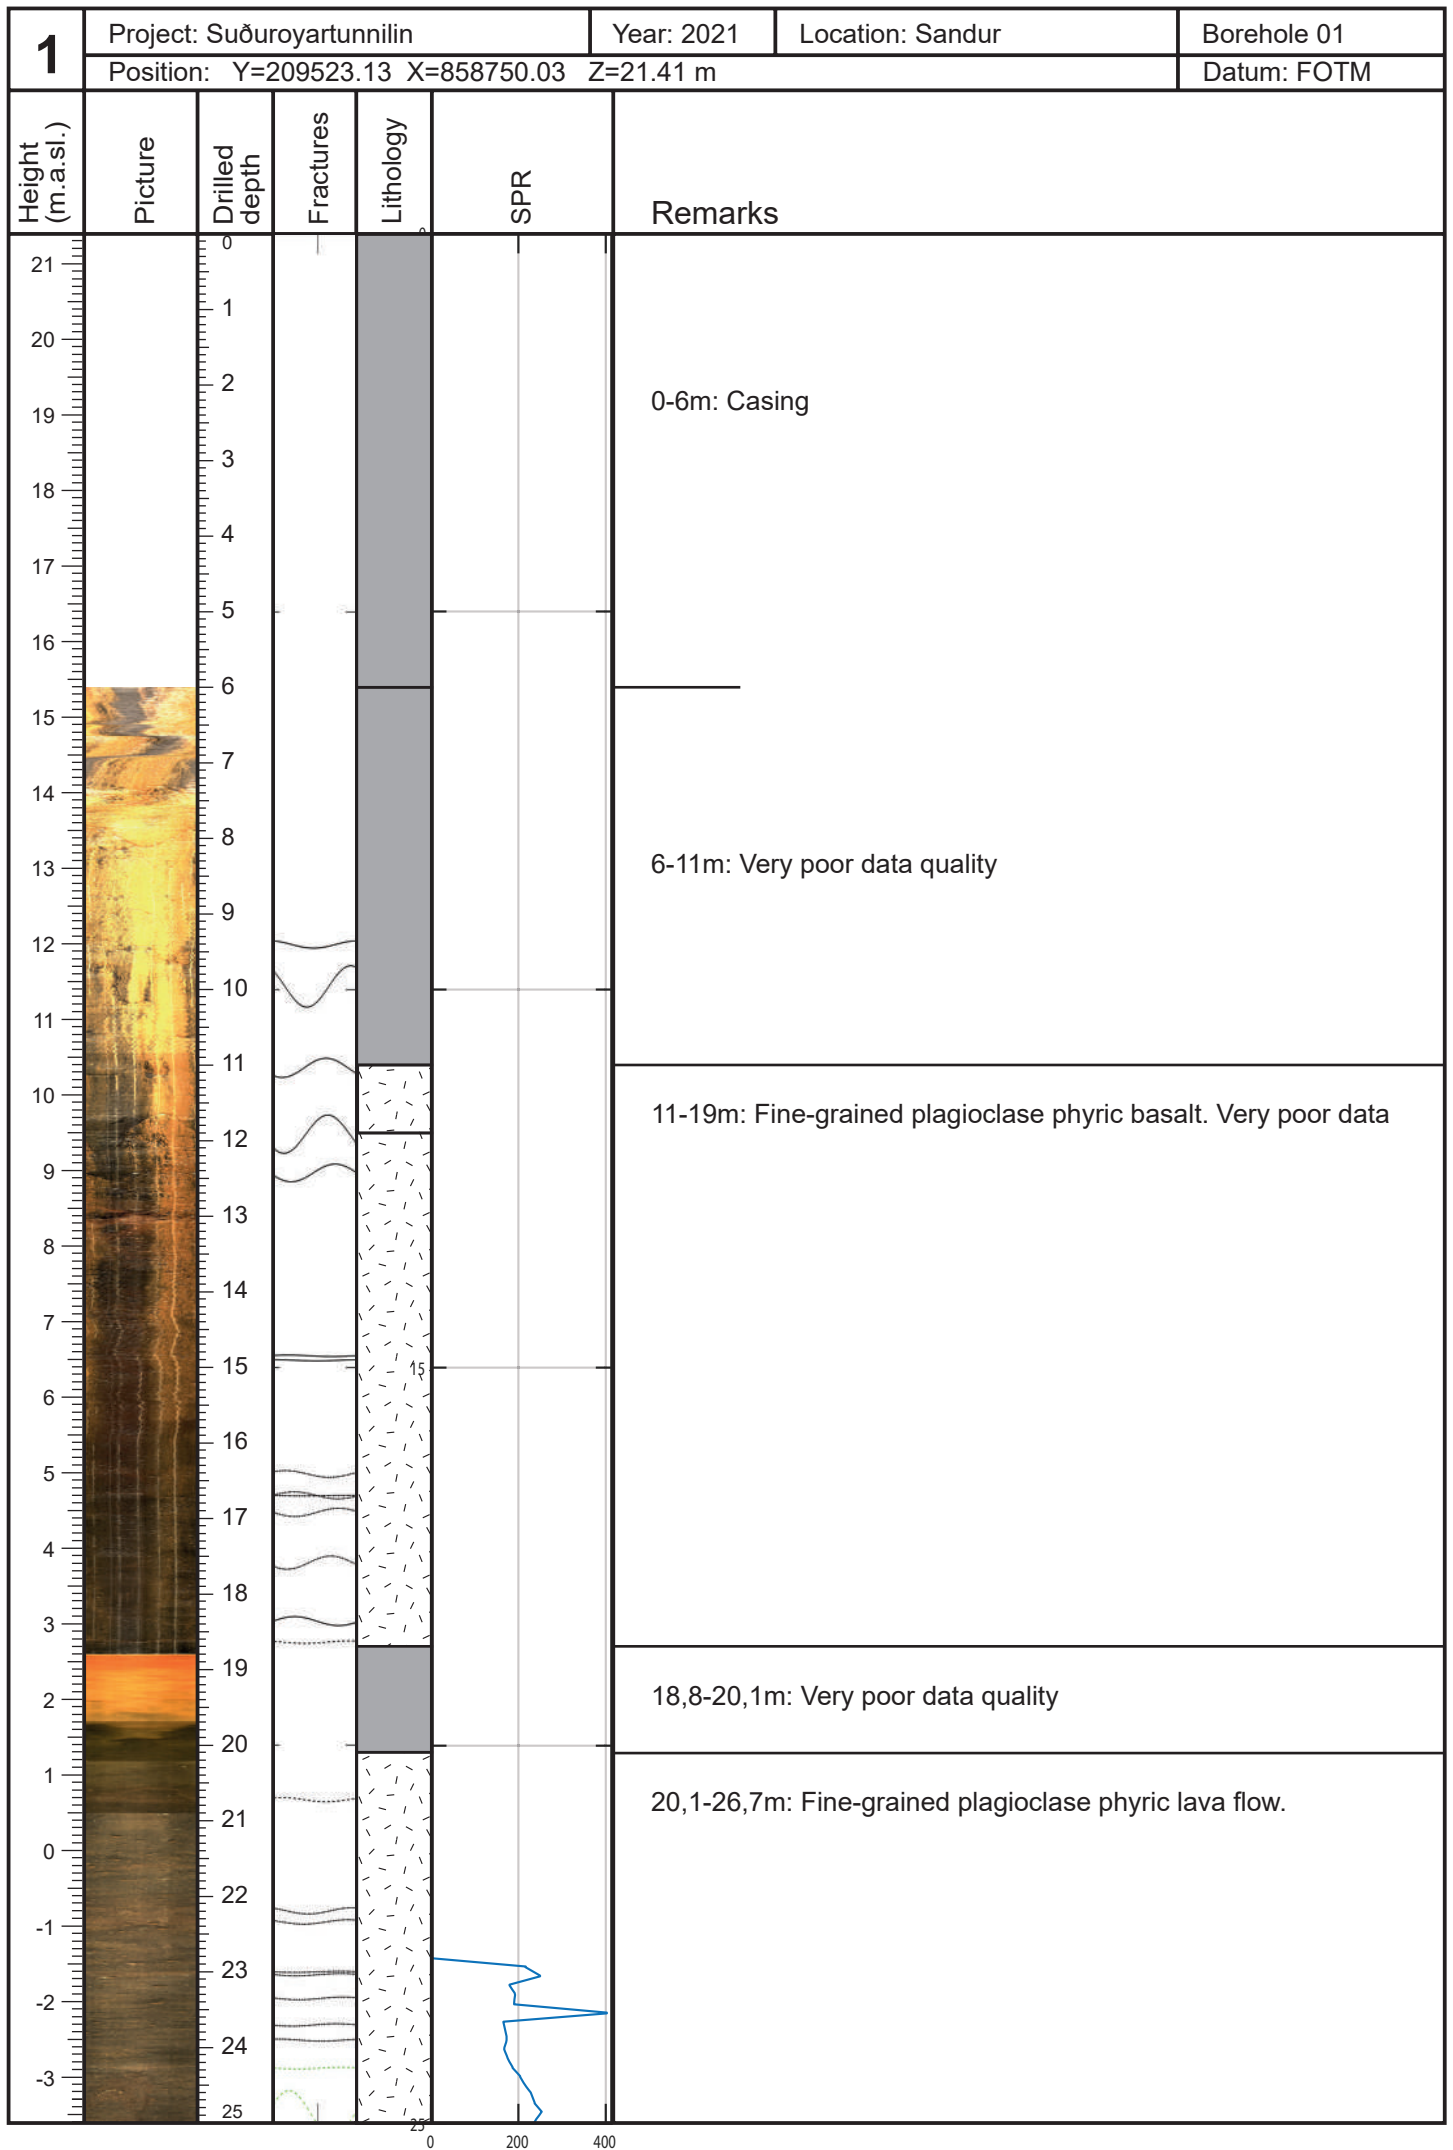 1
Project: Suðuroyartunnilin
Year: 2021
Location: Sandur
Borehole 01
Position: Y=209523.13 X=858750.03 Z=21.41 m
Datum: FOTM
Height (m.a.sl.)
Picture
Drilled depth
Fractures
Lithology
SPR
Remarks
21
20
19
18
17
16
15
14
13
12
11
10
9
8
7
6
5
4
3
2
1
0
-1
-2
-3
0
1
2
3
4
5
6
7
8
9
10
11
12
13
14
15
16
17
18
19
20
21
22
23
24
25
0
15
25
0-6m: Casing
6-11m: Very poor data quality
11-19m: Fine-grained plagioclase phyric basalt. Very poor data
18,8-20,1m: Very poor data quality
20,1-26,7m: Fine-grained plagioclase phyric lava flow.
0 200 400